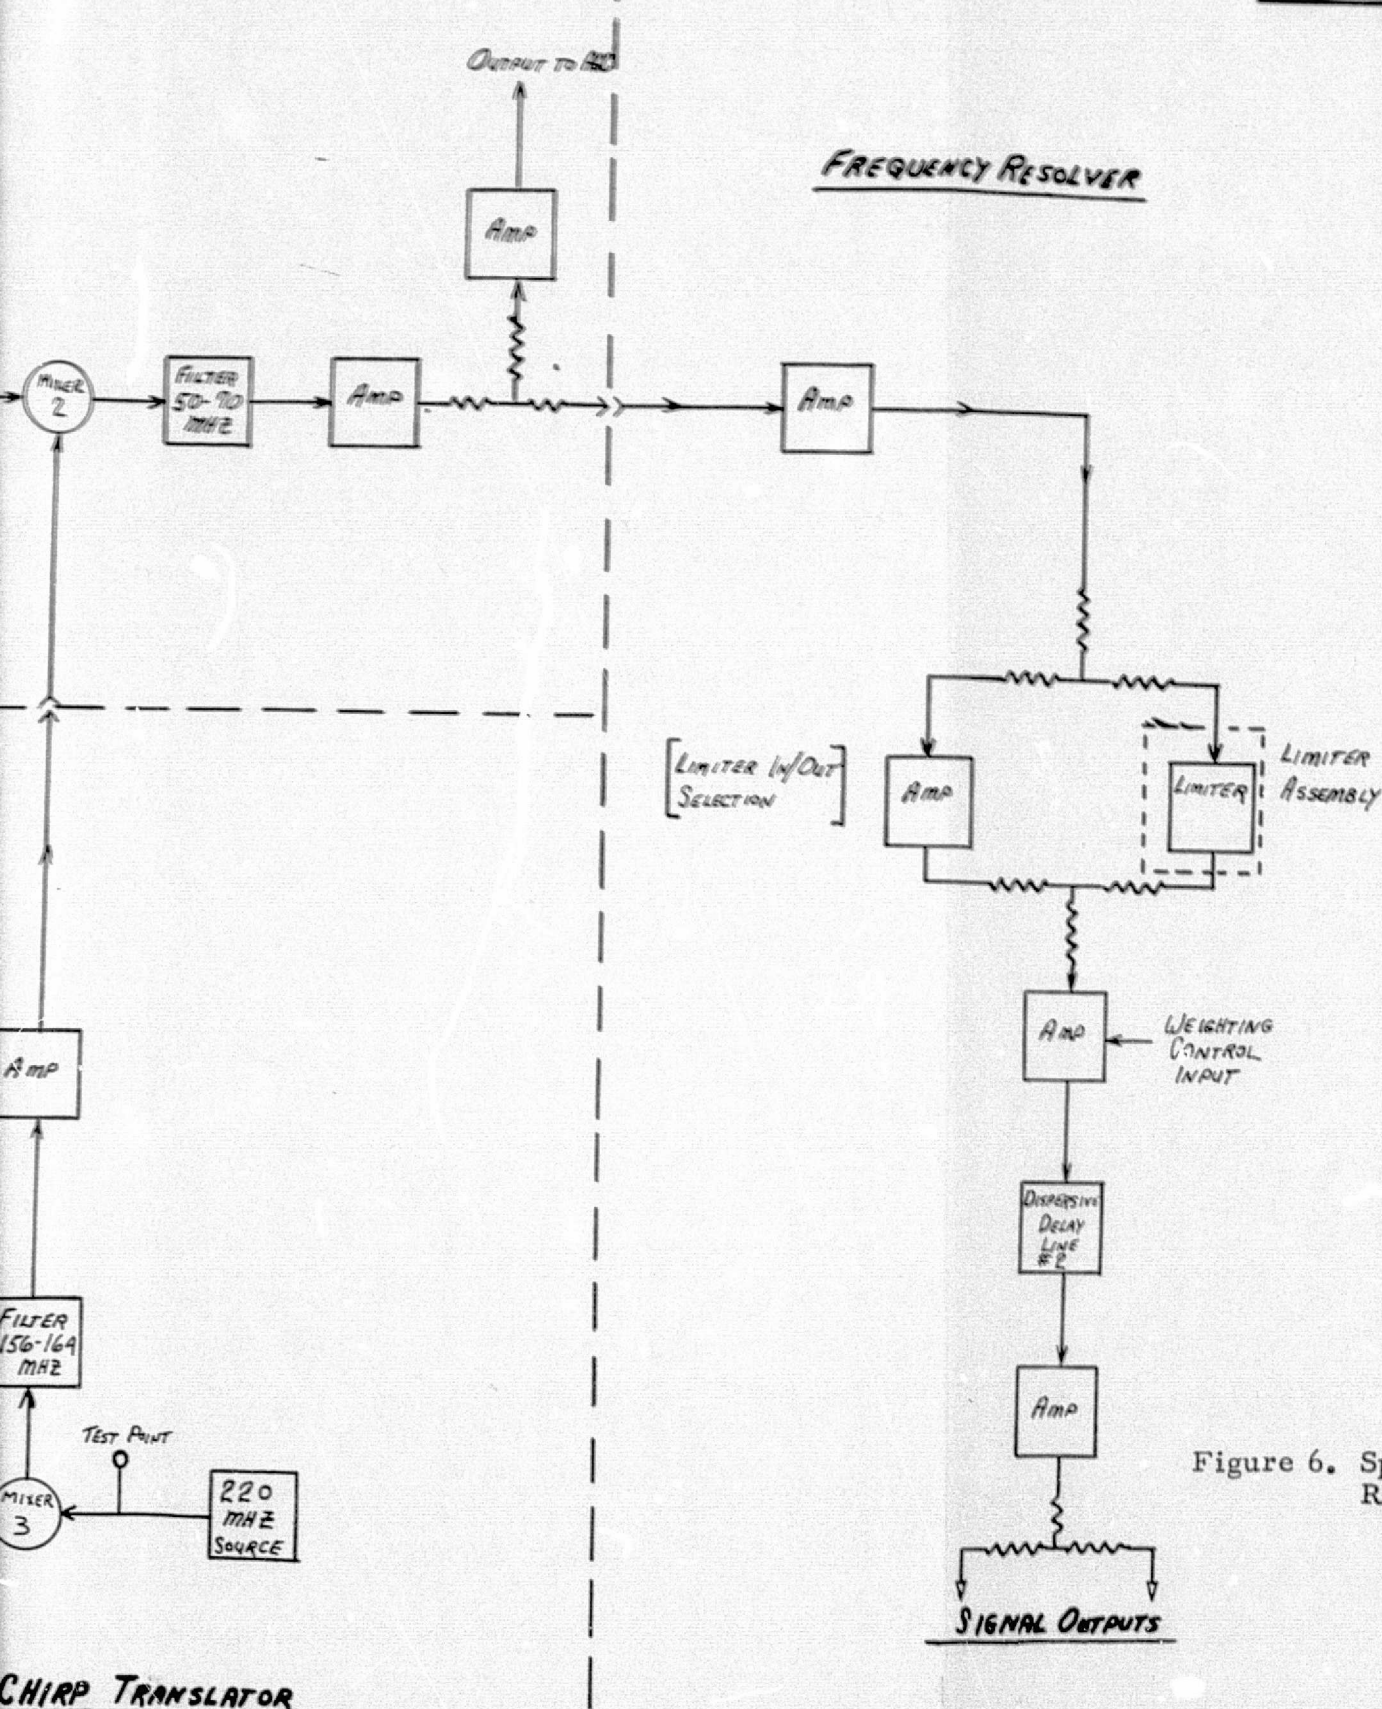 OUTPUT TO
FREQUENCY RESOLVER
AMP
MIXER
2
FILTER
50-90
MHZ
AMP
AMP
[LIMITER IN/OUT
SELECTION]
AMP
LIMITER
LIMITER
ASSEMBLY
AMP
WEIGHTING
CONTROL
INPUT
AMP
DISPERSIVE
DELAY
LINE
#2
FILTER
156-164
MHZ
AMP
TEST POINT
MIXER
3
220
MHZ
SOURCE
Figure 6. Sp
R
SIGNAL OUTPUTS
CHIRP TRANSLATOR